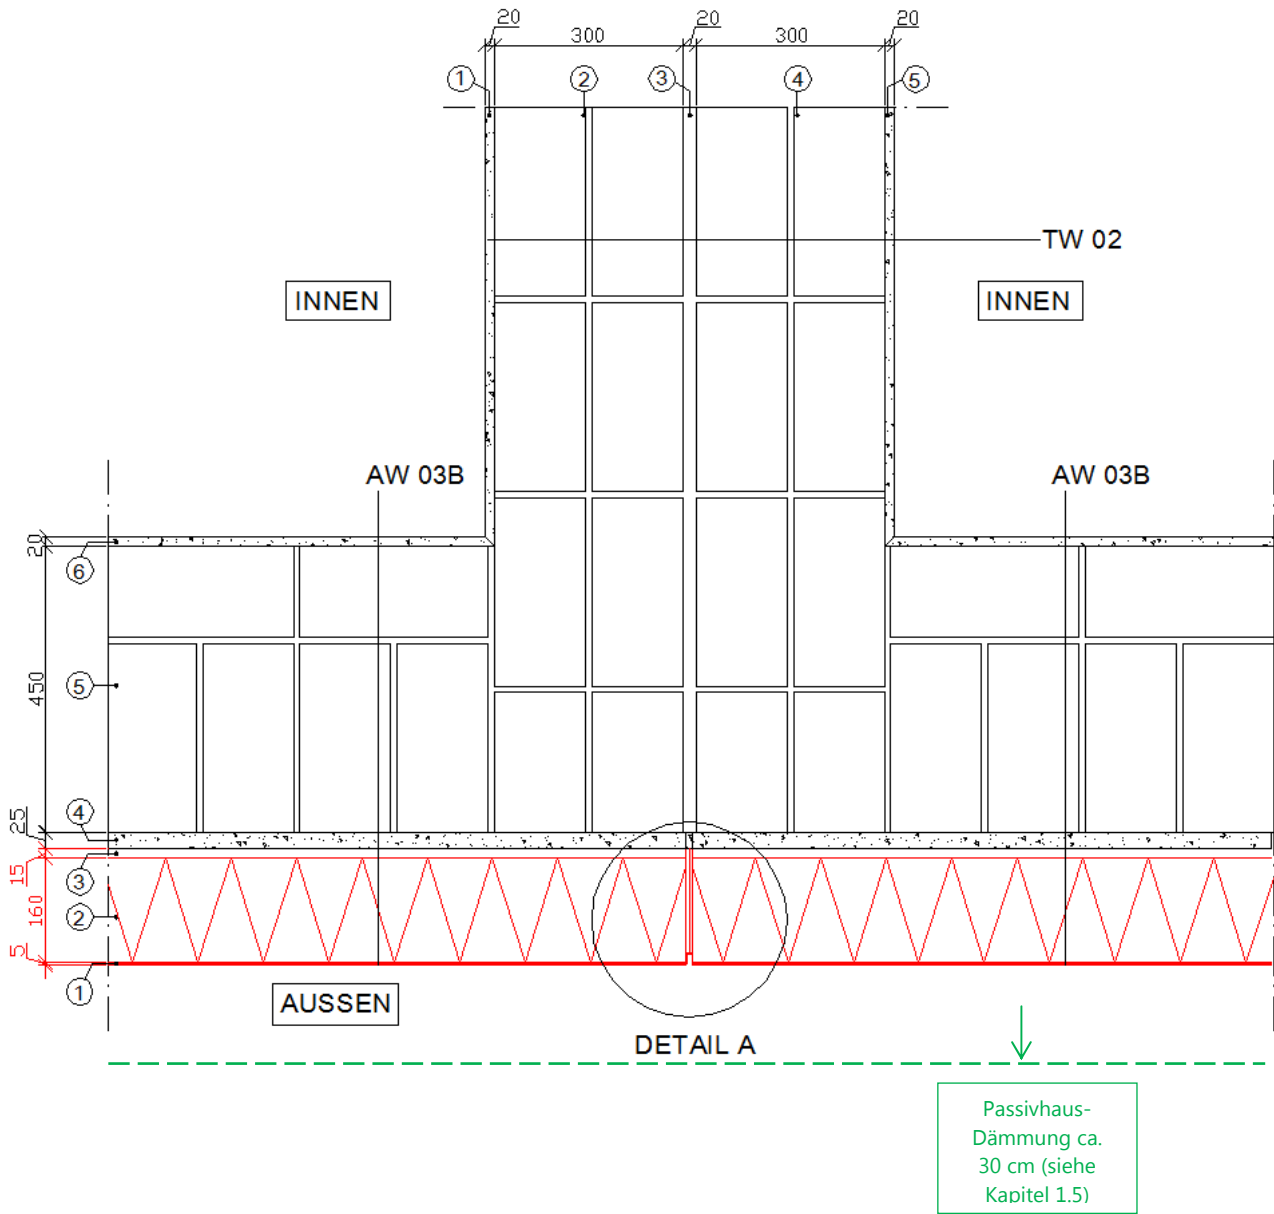 20
20
20
300
300
1
2
3
4
5
TW 02
INNEN
INNEN
AW 03B
AW 03B
20
6
450
5
25
4
15
3
160
2
5
1
AUSSEN
DETAIL A
Passivhaus-
Dämmung ca.
30 cm (siehe
Kapitel 1.5)